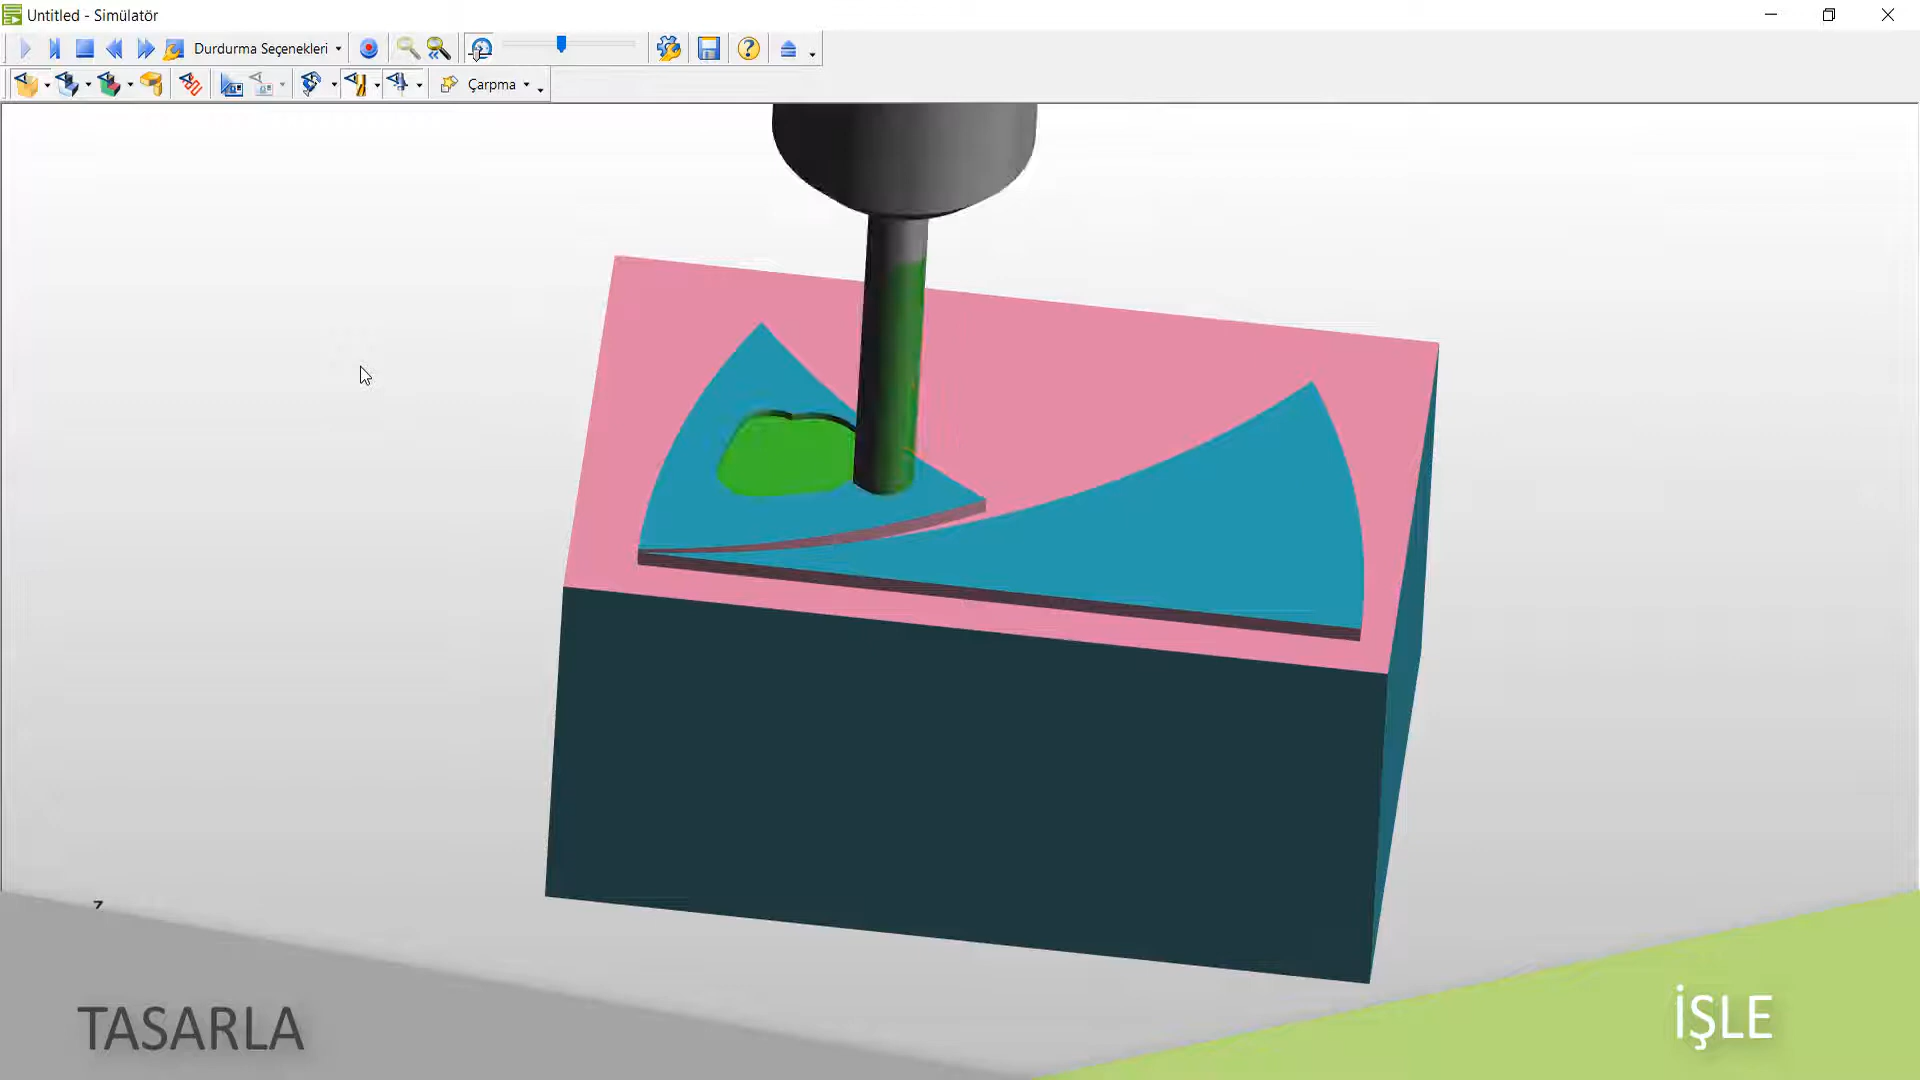 Untitled - Simülatör
Durdurma Seçenekleri
Çarpma
TASARLA
İŞLE